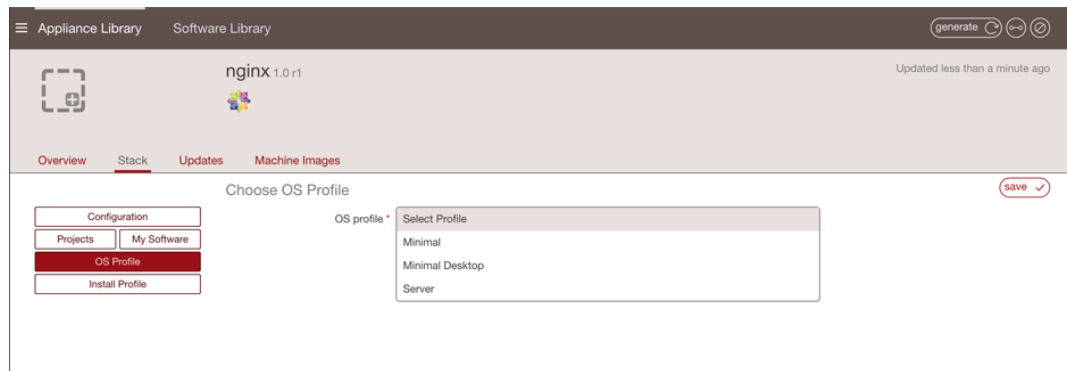 Appliance Library Software Library generate
nginx 1.0 r1 Updated less than a minute ago
Overview Stack Updates Machine Images
Choose OS Profile save
Configuration
Projects My Software
OS Profile
Install Profile
OS profile * Select Profile
Minimal
Minimal Desktop
Server